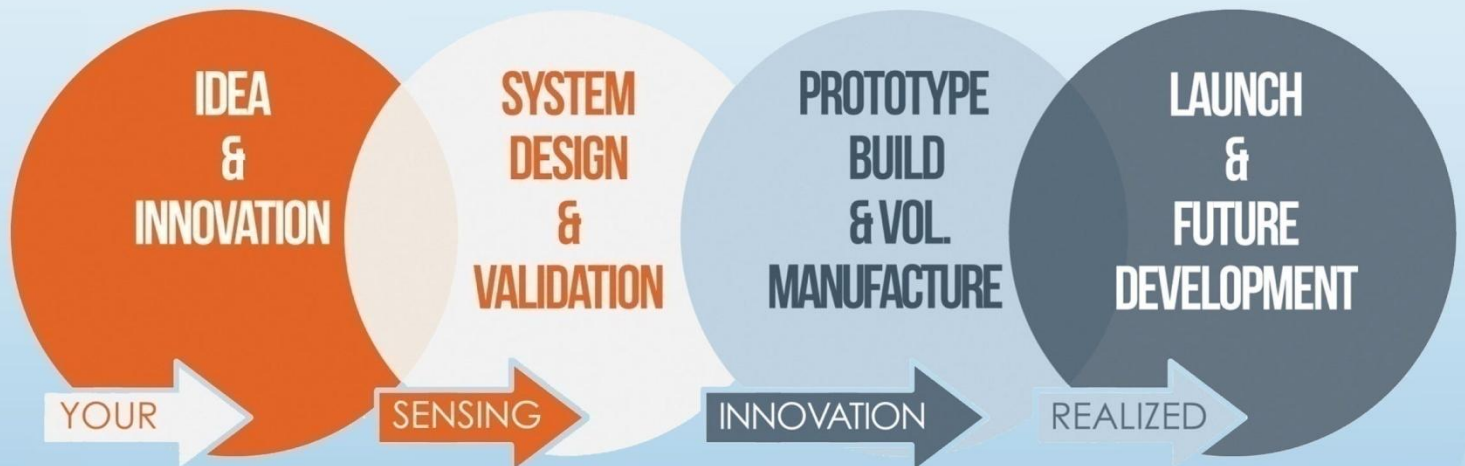 IDEA
&
INNOVATION
SYSTEM
DESIGN
&
VALIDATION
PROTOTYPE
BUILD
& VOL.
MANUFACTURE
LAUNCH
&
FUTURE
DEVELOPMENT
YOUR
SENSING
INNOVATION
REALIZED